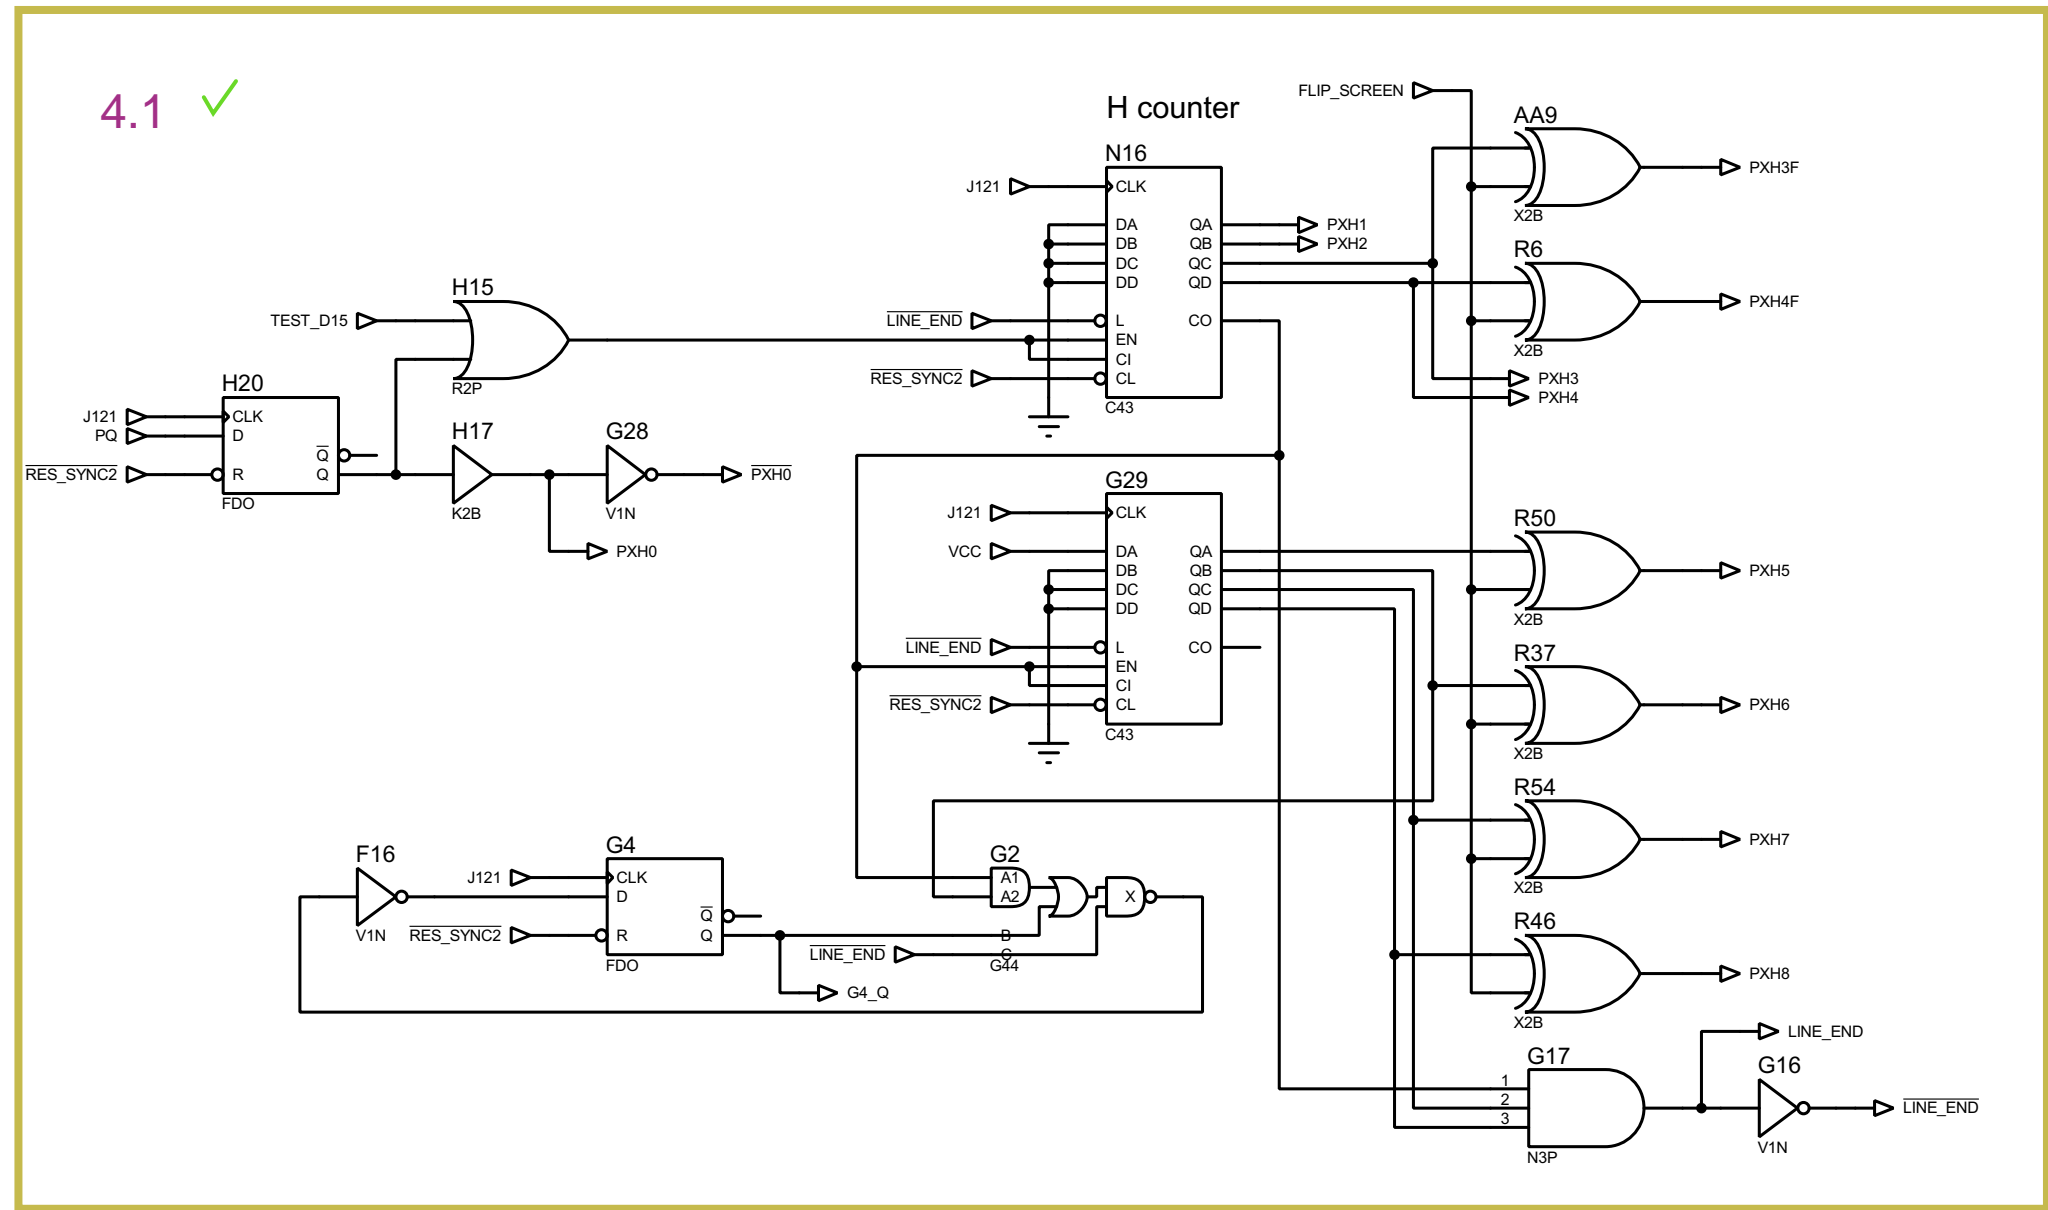 4.1
H counter
FLIP_SCREEN
AA9
PXH3F
X2B
N16
J121
CLK
DA
DB
DC
DD
QA
QB
QC
QD
PXH1
PXH2
LINE_END
L
EN
CI
RES_SYNC2
CL
CO
C43
R6
PXH4F
X2B
PXH3
PXH4
H15
TEST_D15
R2P
H20
J121
CLK
PQ
D
RES_SYNC2
R
Q
Q
FDO
H17
K2B
G28
V1N
PXH0
PXH0
G29
J121
CLK
VCC
DA
DB
DC
DD
QA
QB
QC
QD
LINE_END
L
EN
CI
RES_SYNC2
CL
CO
C43
R50
PXH5
X2B
R37
PXH6
X2B
R54
PXH7
X2B
R46
PXH8
X2B
F16
V1N
G4
J121
CLK
D
RES_SYNC2
R
Q
Q
FDO
G4_Q
G2
A1
A2
X
B
C
LINE_END
G44
G17
1
2
3
N3P
LINE_END
G16
V1N
LINE_END